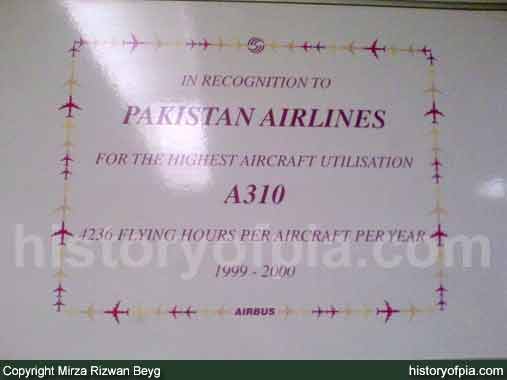 IN RECOGNITION TO
PAKISTAN AIRLINES
FOR THE HIGHEST AIRCRAFT UTILISATION
A310
4236 FLYING HOURS PER AIRCRAFT PER YEAR
historyofpia.com
1999 - 2000
AIRBUS
Copyright Mirza Rizwan Beyg
historyofpia.com